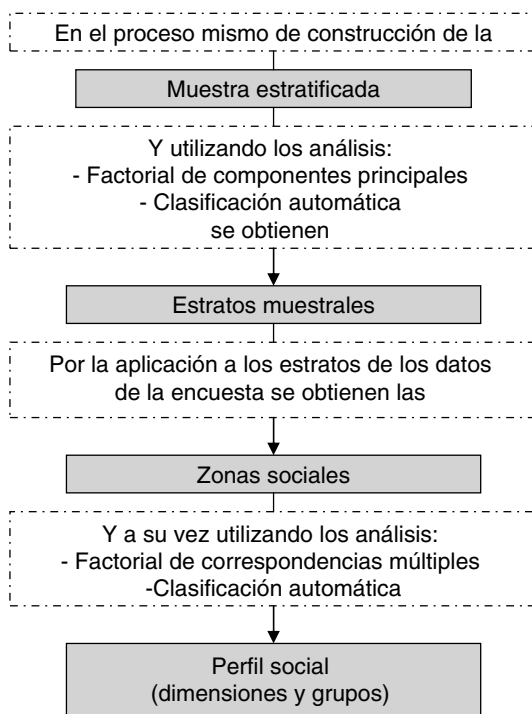 En el proceso mismo de construcción de la
Muestra estratificada
Y utilizando los análisis:
- Factorial de componentes principales
- Clasificación automática
se obtienen
Estratos muestrales
Por la aplicación a los estratos de los datos
de la encuesta se obtienen las
Zonas sociales
Y a su vez utilizando los análisis:
- Factorial de correspondencias múltiples
-Clasificación automática
Perfil social
(dimensiones y grupos)